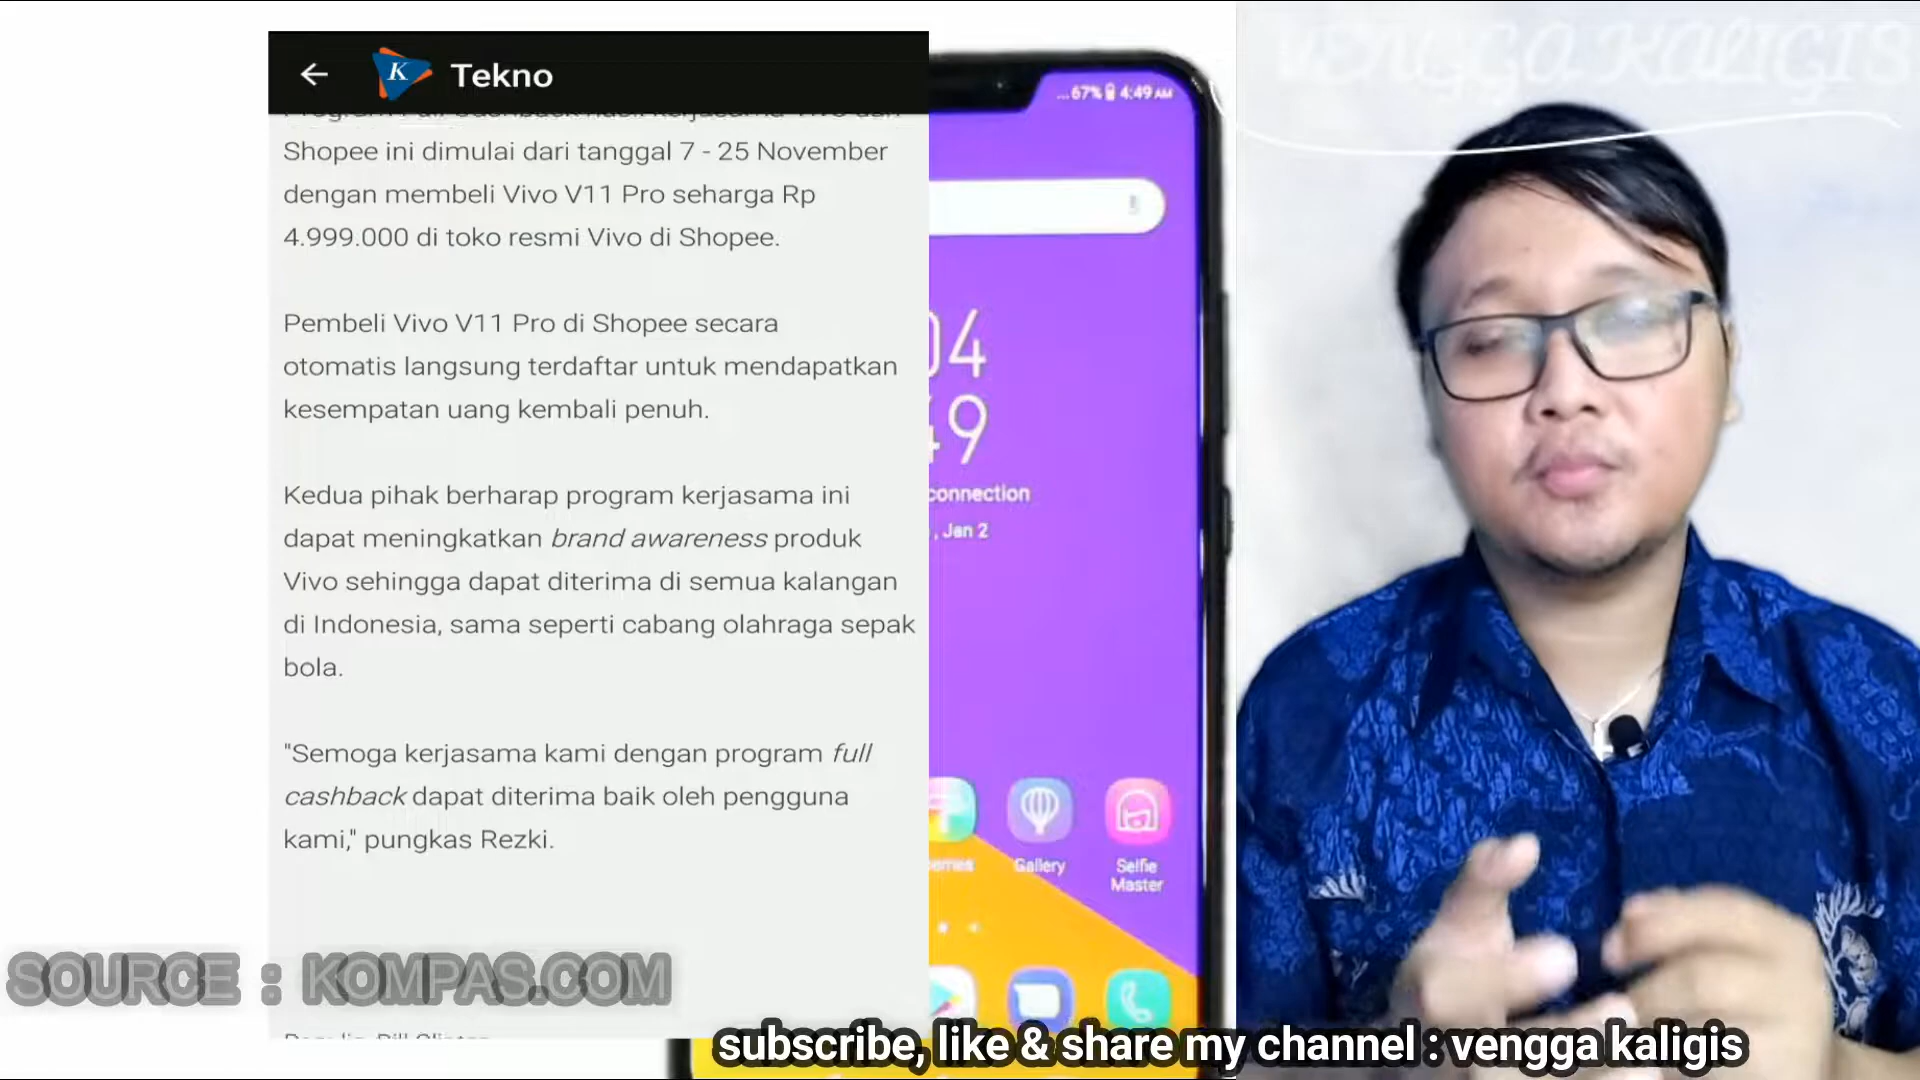 VENGGA KALIGIS
Tekno
Shopee ini dimulai dari tanggal 7 - 25 November
dengan membeli Vivo V11 Pro seharga Rp
4.999.000 di toko resmi Vivo di Shopee.
Pembeli Vivo V11 Pro di Shopee secara
otomatis langsung terdaftar untuk mendapatkan
kesempatan uang kembali penuh.
Kedua pihak berharap program kerjasama ini
dapat meningkatkan brand awareness produk
Vivo sehingga dapat diterima di semua kalangan
di Indonesia, sama seperti cabang olahraga sepak
bola.
"Semoga kerjasama kami dengan program full
cashback dapat diterima baik oleh pengguna
kami," pungkas Rezki.
...67% 4:49 AM
04
49
connection
, Jan 2
Gallery
Selfie
Master
SOURCE : KOMPAS.COM
subscribe, like & share my channel : vengga kaligis